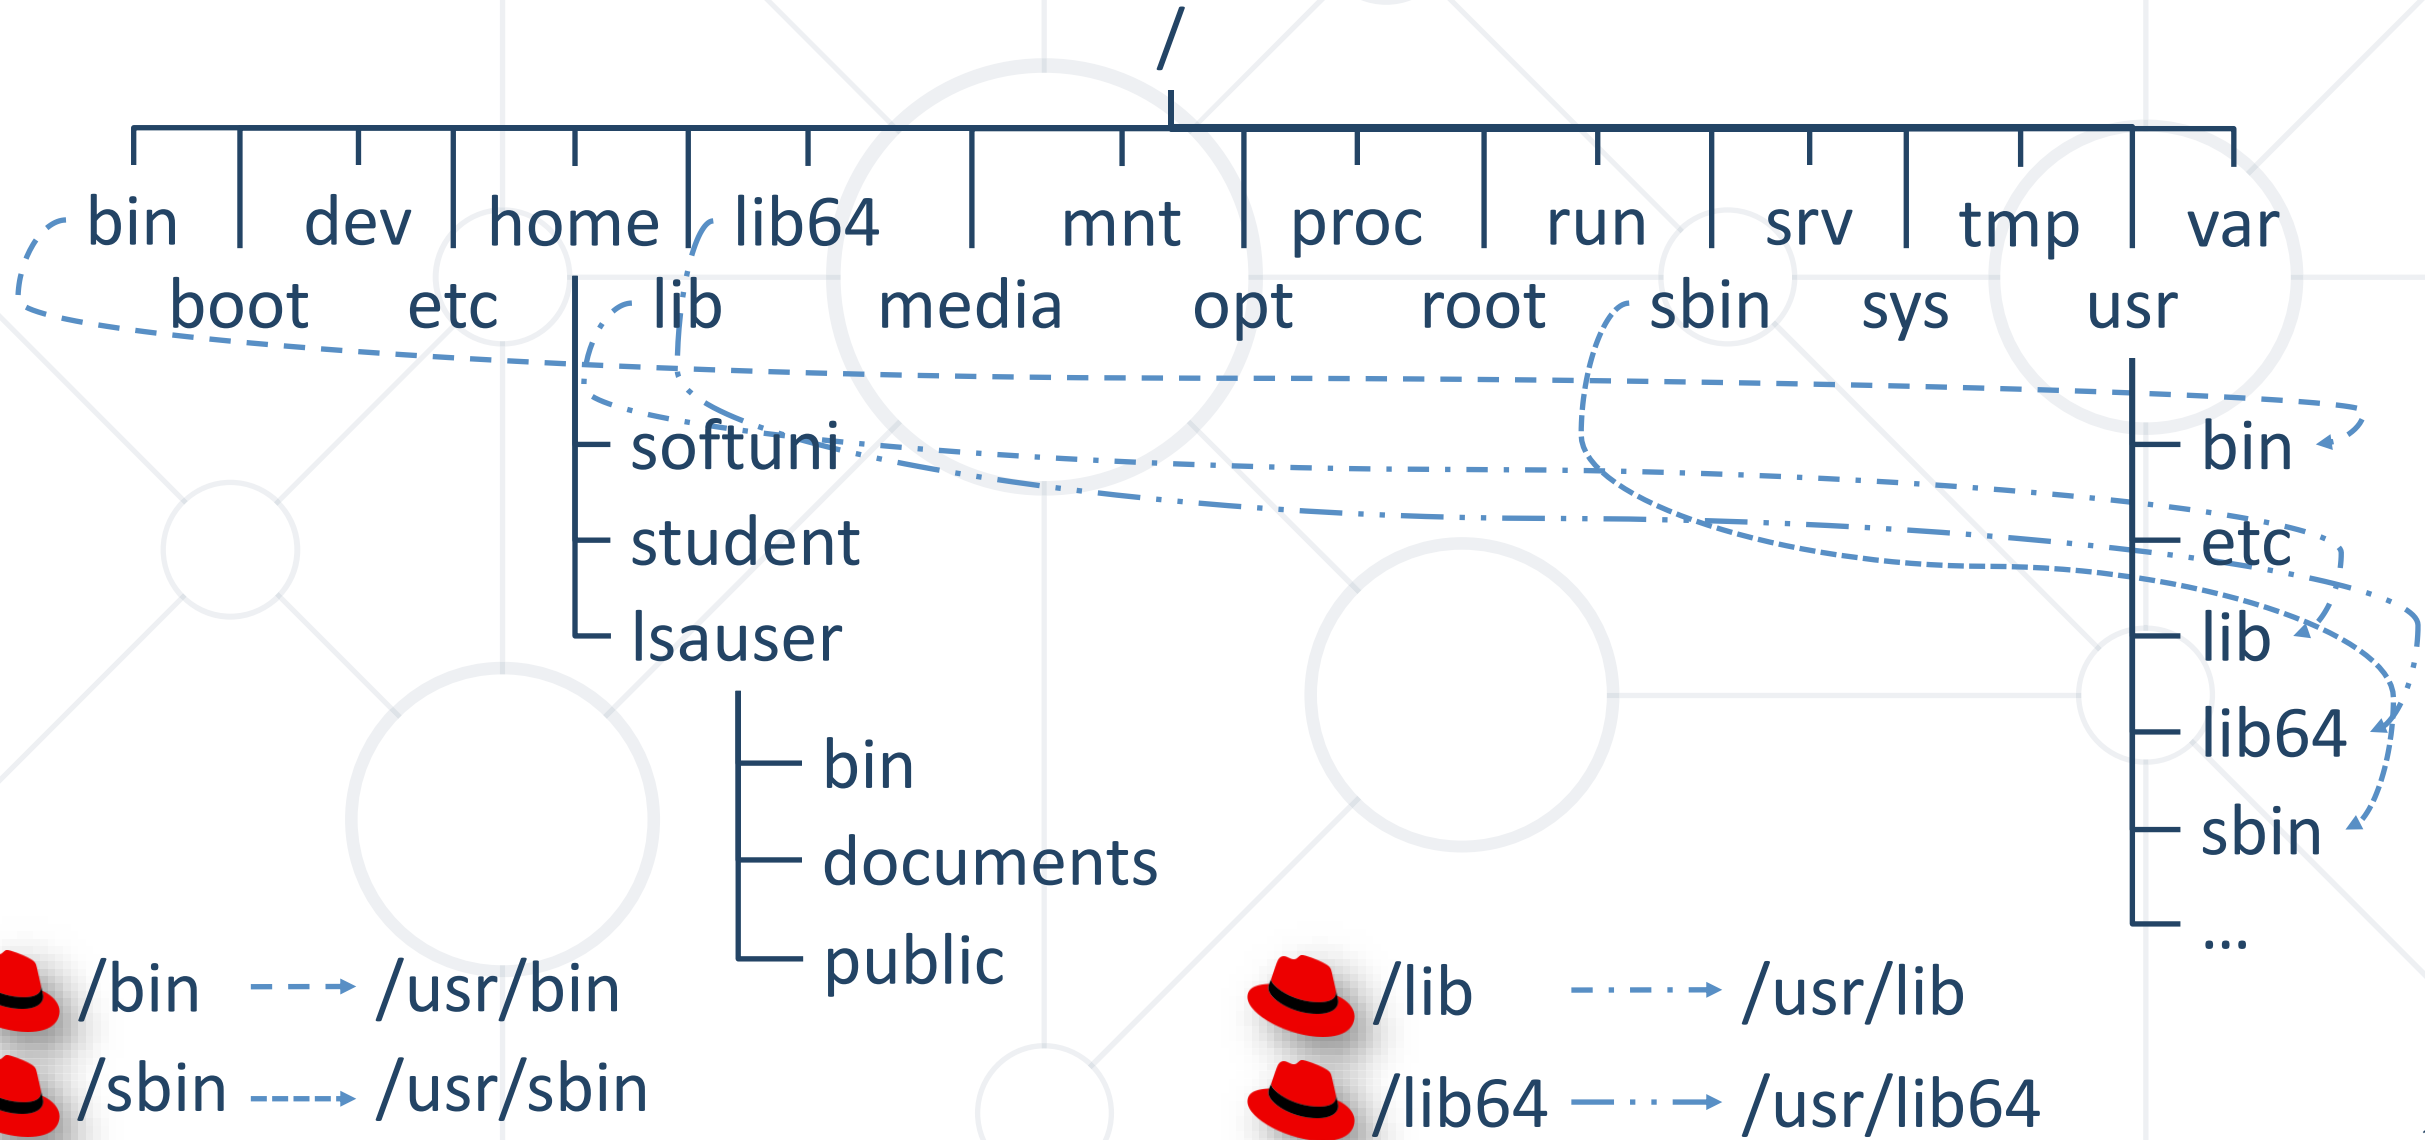 /
bin dev home lib64 mnt proc run srv tmp var
boot etc lib media opt root sbin sys usr
softuni bin
student etc
lsauser lib
lib64
bin
sbin
documents
...
public
/bin /usr/bin /lib /usr/lib
/sbin /usr/sbin /lib64 /usr/lib64